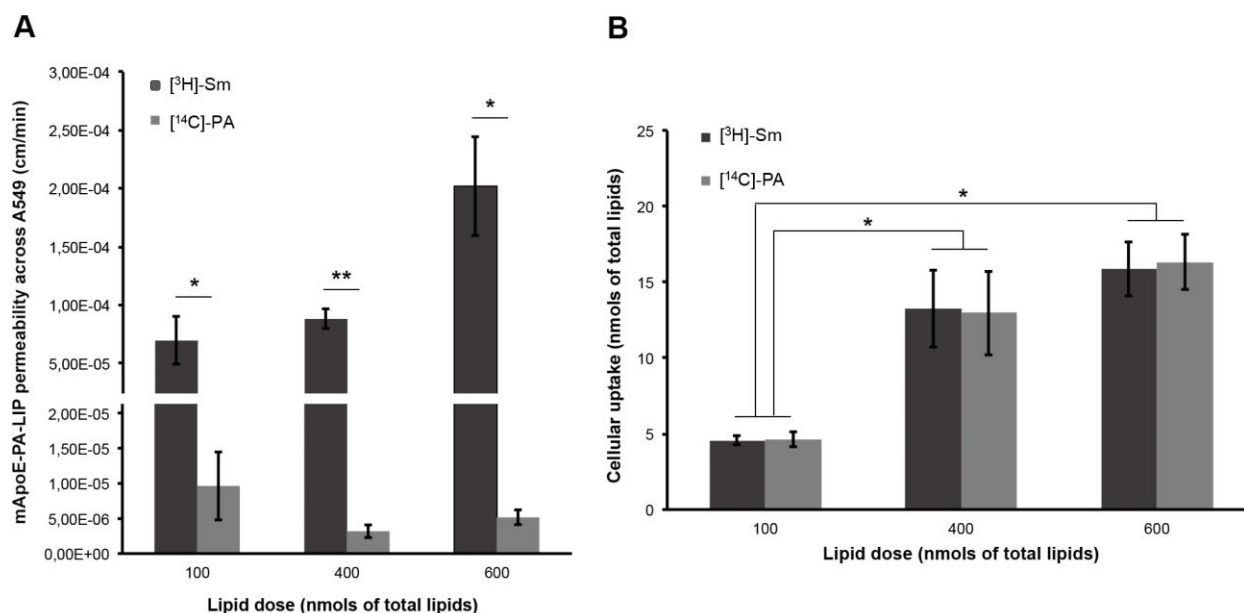 A
mApoE-PA-LIP permeability across A549 (cm/min)
[³H]-Sm
[¹⁴C]-PA
3,00E-04
2,50E-04
2,00E-04
1,50E-04
1,00E-04
5,00E-05
2,00E-05
1,50E-05
1,00E-05
5,00E-06
0,00E+00
*
**
*
100
400
600
Lipid dose (nmols of total lipids)
B
Cellular uptake (nmols of total lipids)
[³H]-Sm
[¹⁴C]-PA
25
20
15
10
5
0
*
*
100
400
600
Lipid dose (nmols of total lipids)